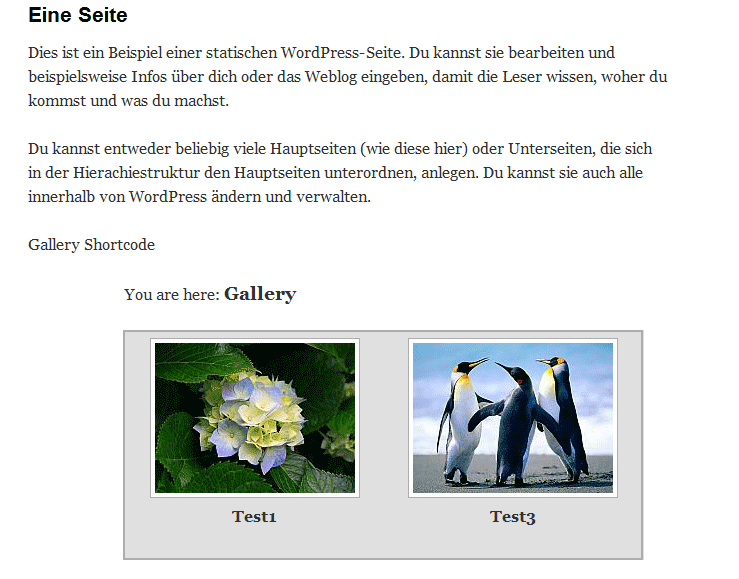 Eine Seite
Dies ist ein Beispiel einer statischen WordPress-Seite. Du kannst sie bearbeiten und
beispielsweise Infos über dich oder das Weblog eingeben, damit die Leser wissen, woher du
kommst und was du machst.
Du kannst entweder beliebig viele Hauptseiten (wie diese hier) oder Unterseiten, die sich
in der Hierachiestruktur den Hauptseiten unterordnen, anlegen. Du kannst sie auch alle
innerhalb von WordPress ändern und verwalten.
Gallery Shortcode
You are here: Gallery
Test1
Test3